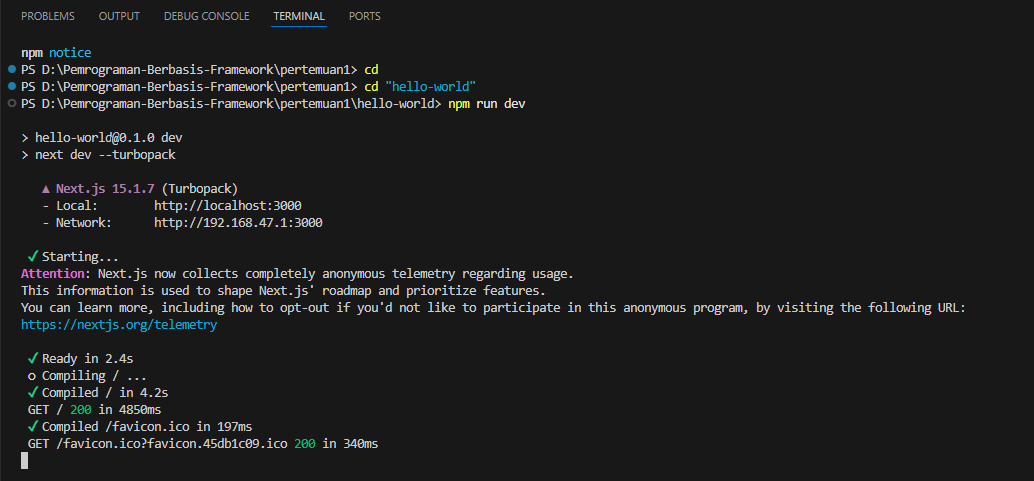 PROBLEMS OUTPUT DEBUG CONSOLE TERMINAL PORTS
npm notice
PS D:\Pemrograman-Berbasis-Framework\pertemuan1> cd
PS D:\Pemrograman-Berbasis-Framework\pertemuan1> cd "hello-world"
PS D:\Pemrograman-Berbasis-Framework\pertemuan1\hello-world> npm run dev
> hello-world@0.1.0 dev
> next dev --turbopack
▲ Next.js 15.1.7 (Turbopack)
- Local: http://localhost:3000
- Network: http://192.168.47.1:3000
✓ Starting...
Attention: Next.js now collects completely anonymous telemetry regarding usage.
This information is used to shape Next.js' roadmap and prioritize features.
You can learn more, including how to opt-out if you'd not like to participate in this anonymous program, by visiting the following URL:
https://nextjs.org/telemetry
✓ Ready in 2.4s
o Compiling / ...
✓ Compiled / in 4.2s
GET / 200 in 4850ms
✓ Compiled /favicon.ico in 197ms
GET /favicon.ico?favicon.45db1c09.ico 200 in 340ms